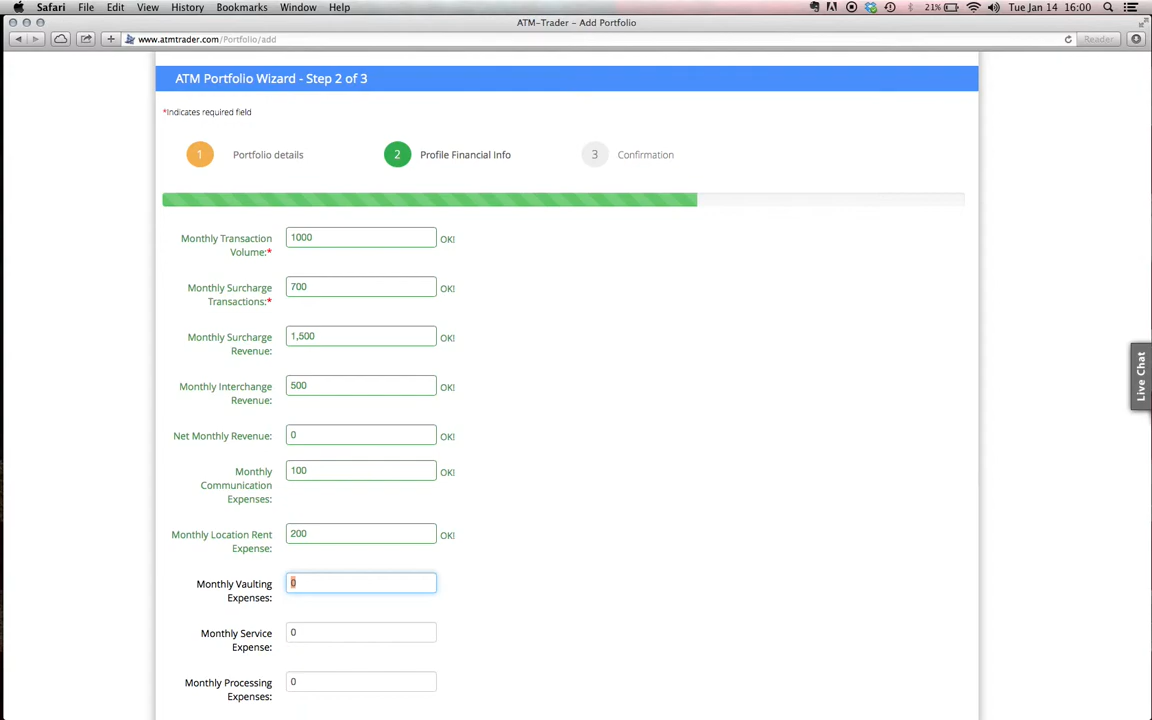 Safari File Edit View History Bookmarks Window Help 21% Tue Jan 14 16:00
ATM-Trader – Add Portfolio
www.atmtrader.com/Portfolio/add Reader
ATM Portfolio Wizard - Step 2 of 3
*Indicates required field
1 Portfolio details 2 Profile Financial Info 3 Confirmation
Monthly Transaction
Volume:* 1000 OK!
Monthly Surcharge
Transactions:* 700 OK!
Monthly Surcharge
Revenue: 1,500 OK!
Monthly Interchange
Revenue: 500 OK!
Net Monthly Revenue: 0 OK!
Monthly
Communication
Expenses: 100 OK!
Monthly Location Rent
Expense: 200 OK!
Monthly Vaulting
Expenses: 0
Monthly Service
Expense: 0
Monthly Processing
Expenses: 0
Live Chat